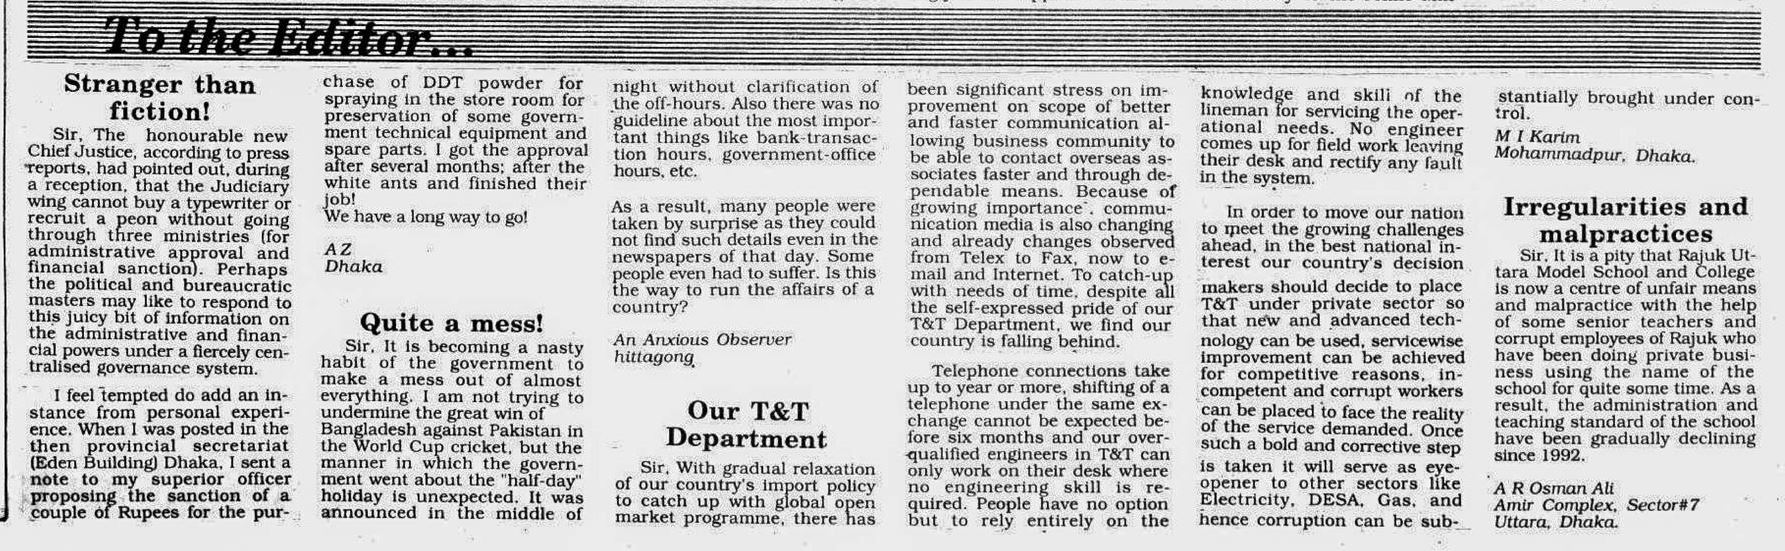 To the Editor...
Stranger than
fiction!
Sir, The honourable new
Chief Justice, according to press
reports, had pointed out, during
a reception, that the Judiciary
wing cannot buy a typewriter or
recruit a peon without going
through three ministries (for
administrative approval and
financial sanction). Perhaps
the political and bureaucratic
masters may like to respond to
this juicy bit of information on
the administrative and finan-
cial powers under a fiercely cen-
tralised governance system.
I feel tempted do add an in-
stance from personal experi-
ence. When I was posted in the
then provincial secretariat
(Eden Building) Dhaka, I sent a
note to my superior officer
proposing the sanction of a
couple of Rupees for the pur-
chase of DDT powder for
spraying in the store room for
preservation of some govern-
ment technical equipment and
spare parts. I got the approval
after several months; after the
white ants and finished their
job!
We have a long way to go!
A Z
Dhaka
Quite a mess!
Sir, It is becoming a nasty
habit of the government to
make a mess out of almost
everything. I am not trying to
undermine the great win of
Bangladesh against Pakistan in
the World Cup cricket, but the
manner in which the govern-
ment went about the "half-day"
holiday is unexpected. It was
announced in the middle of
night without clarification of
the off-hours. Also there was no
guideline about the most impor-
tant things like bank-transac-
tion hours, government-office
hours, etc.
As a result, many people were
taken by surprise as they could
not find such details even in the
newspapers of that day. Some
people even had to suffer. Is this
the way to run the affairs of a
country?
An Anxious Observer
hittagong
Our T&T
Department
Sir, With gradual relaxation
of our country's import policy
to catch up with global open
market programme, there has
been significant stress on im-
provement on scope of better
and faster communication al-
lowing business community to
be able to contact overseas as-
sociates faster and through de-
pendable means. Because of
growing importance, commu-
nication media is also changing
and already changes observed
from Telex to Fax, now to e-
mail and Internet. To catch-up
with needs of time, despite all
the self-expressed pride of our
T&T Department, we find our
country is falling behind.
Telephone connections take
up to year or more, shifting of a
telephone under the same ex-
change cannot be expected be-
fore six months and our over-
qualified engineers in T&T can
only work on their desk where
no engineering skill is re-
quired. People have no option
but to rely entirely on the
knowledge and skill of the
lineman for servicing the oper-
ational needs. No engineer
comes up for field work leaving
their desk and rectify any fault
in the system.
In order to move our nation
to meet the growing challenges
ahead, in the best national in-
terest our country's decision
makers should decide to place
T&T under private sector so
that new and advanced tech-
nology can be used, servicewise
improvement can be achieved
for competitive reasons, in-
competent and corrupt workers
can be placed to face the reality
of the service demanded. Once
such a bold and corrective step
is taken it will serve as eye-
opener to other sectors like
Electricity, DESA, Gas, and
hence corruption can be sub-
stantially brought under con-
trol.
M I Karim
Mohammadpur, Dhaka.
Irregularities and
malpractices
Sir, It is a pity that Rajuk Ut-
tara Model School and College
is now a centre of unfair means
and malpractice with the help
of some senior teachers and
corrupt employees of Rajuk who
have been doing private busi-
ness using the name of the
school for quite some time. As a
result, the administration and
teaching standard of the school
have been gradually declining
since 1992.
A R Osman Ali
Amir Complex, Sector#7
Uttara, Dhaka.